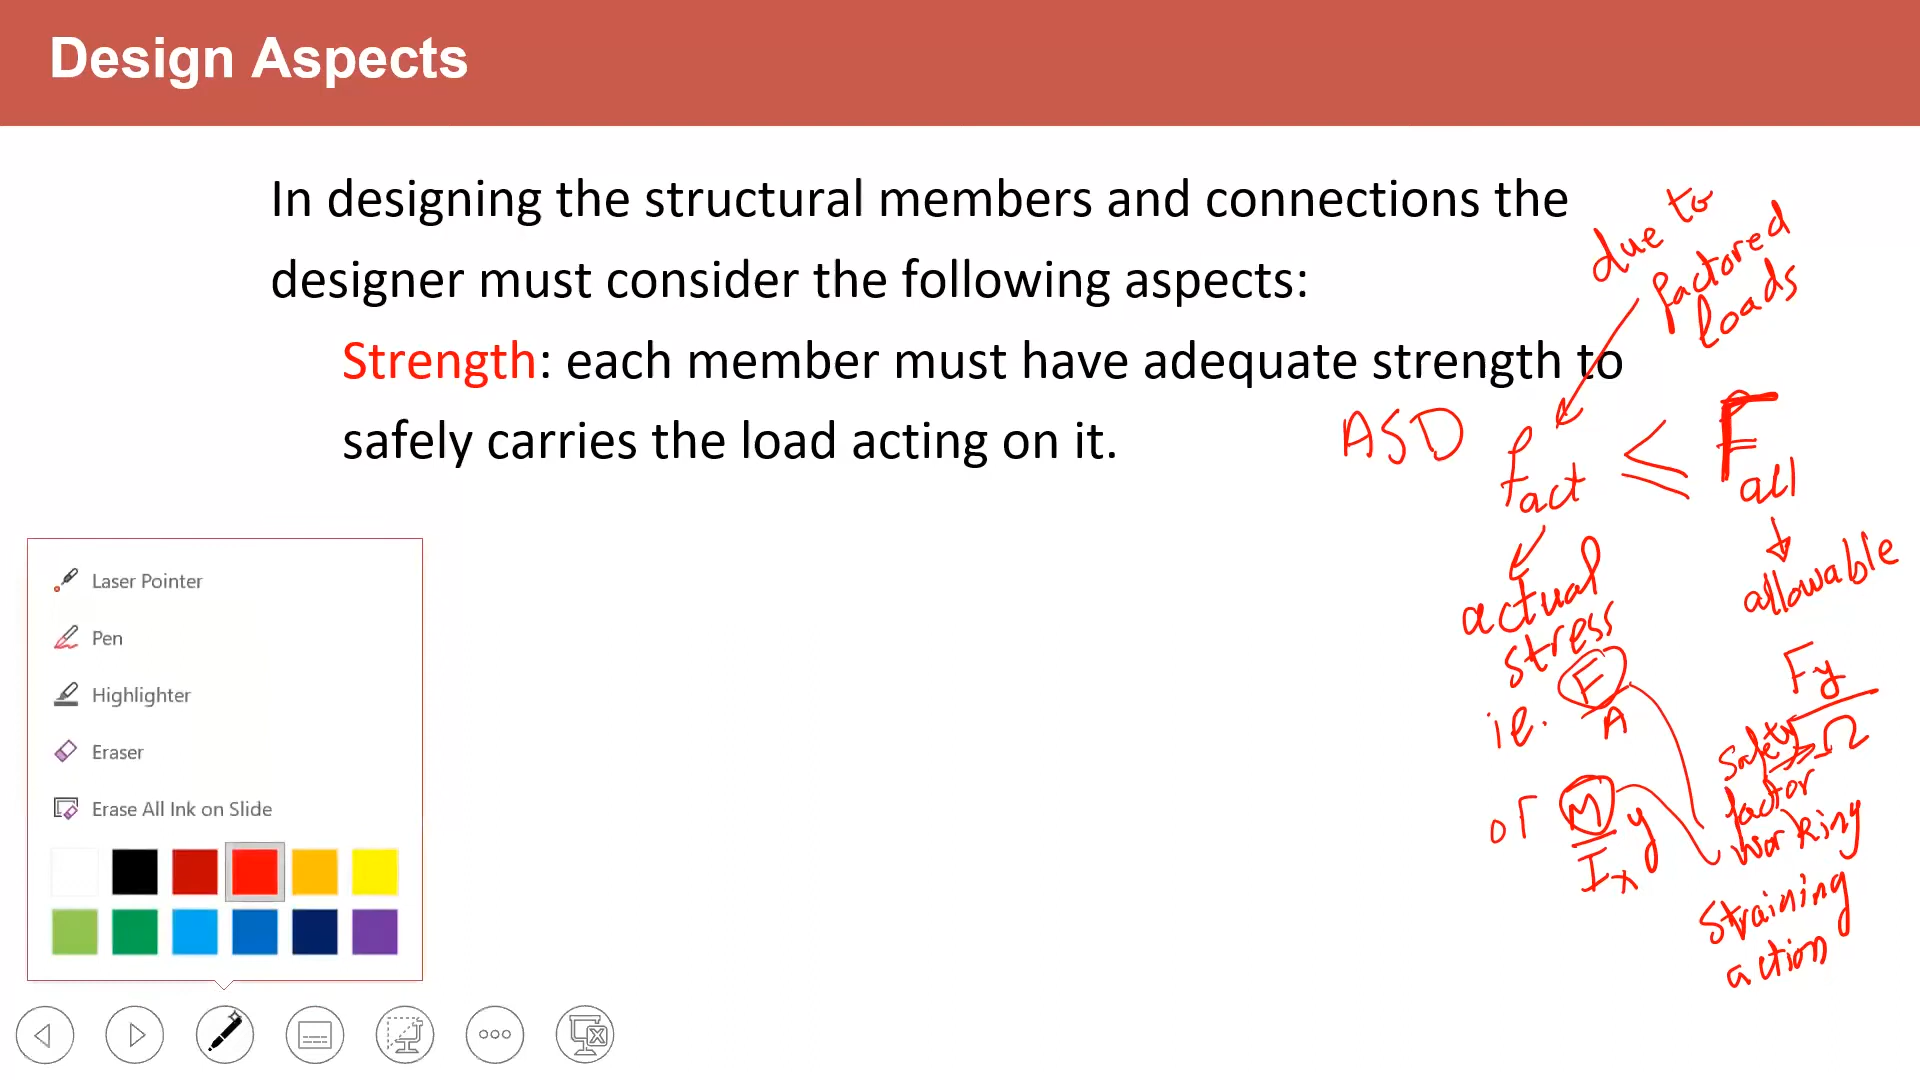 Design Aspects
In designing the structural members and connections the
designer must consider the following aspects:
Strength: each member must have adequate strength to
safely carries the load acting on it.
due to
factored
loads
ASD
fact ≤ Fall
actual
stress
allowable
ie. F/A
Fy/Ω
safety
factor
or M/Ix y
working
straining
action
Laser Pointer
Pen
Highlighter
Eraser
Erase All Ink on Slide